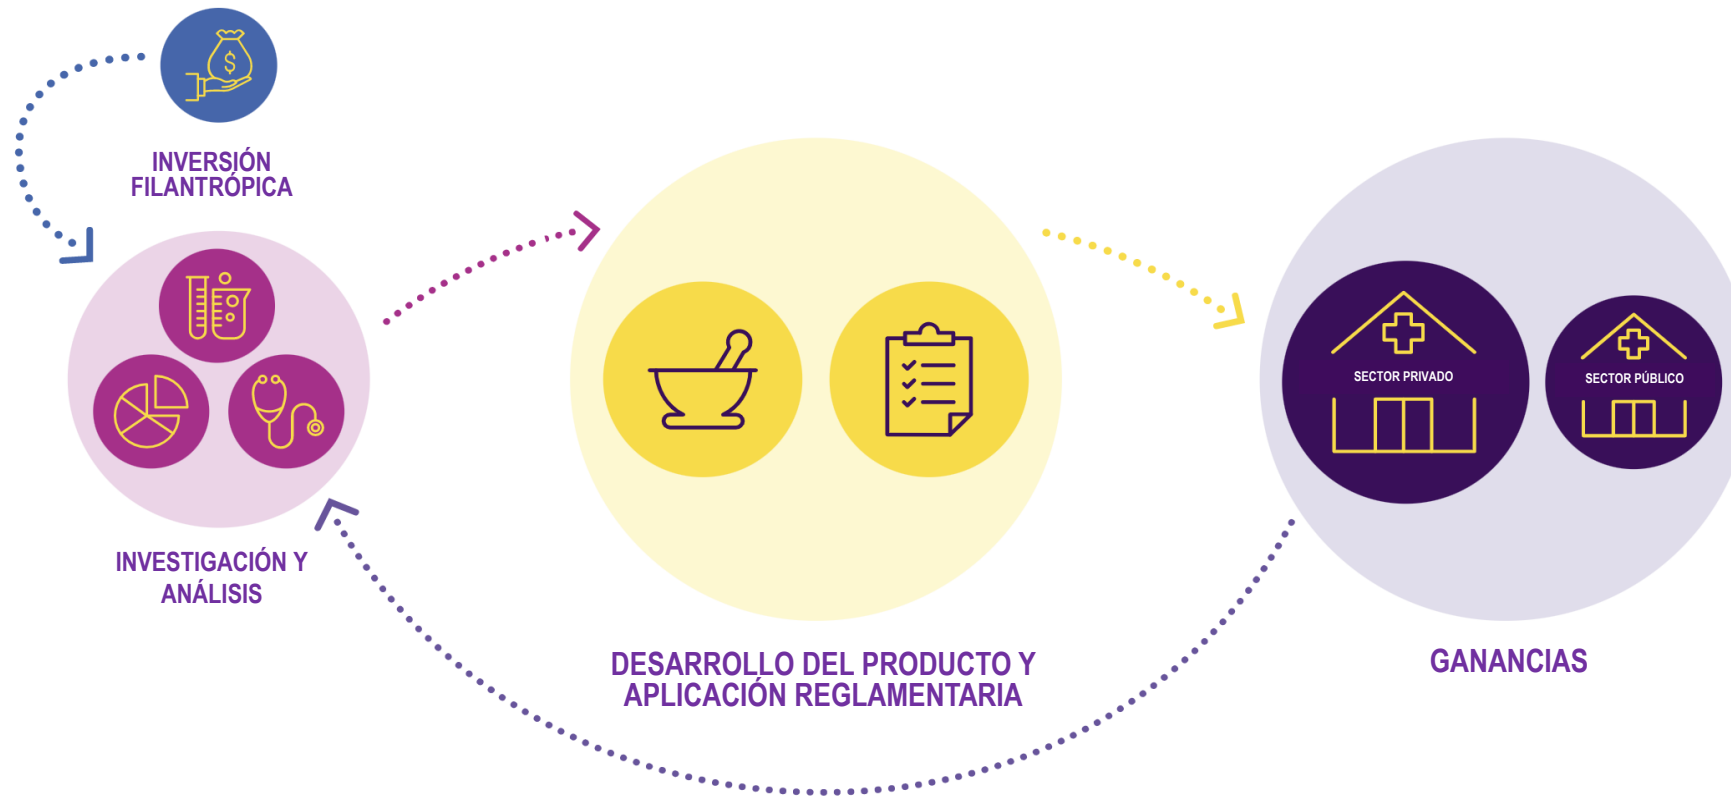 $
INVERSIÓN
FILANTRÓPICA
INVESTIGACIÓN Y
ANÁLISIS
DESARROLLO DEL PRODUCTO Y
APLICACIÓN REGLAMENTARIA
SECTOR PRIVADO
SECTOR PÚBLICO
GANANCIAS